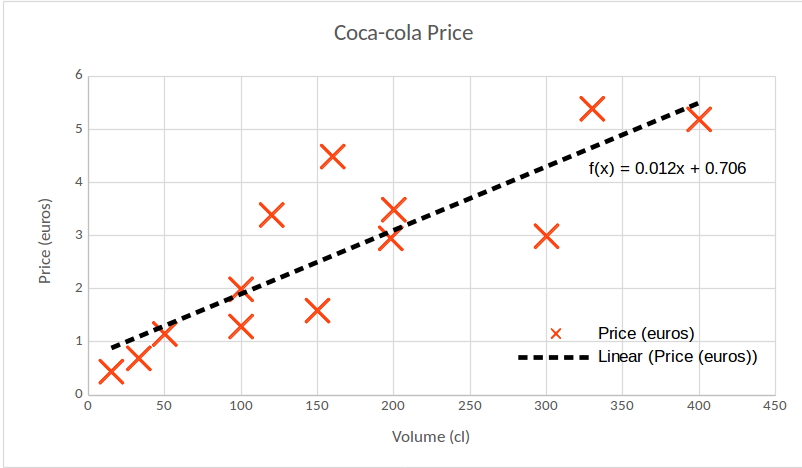 Coca-cola Price
6
5
4
3
2
1
0
Price (euros)
f(x) = 0.012x + 0.706
Price (euros)
Linear (Price (euros))
0 50 100 150 200 250 300 350 400 450
Volume (cl)